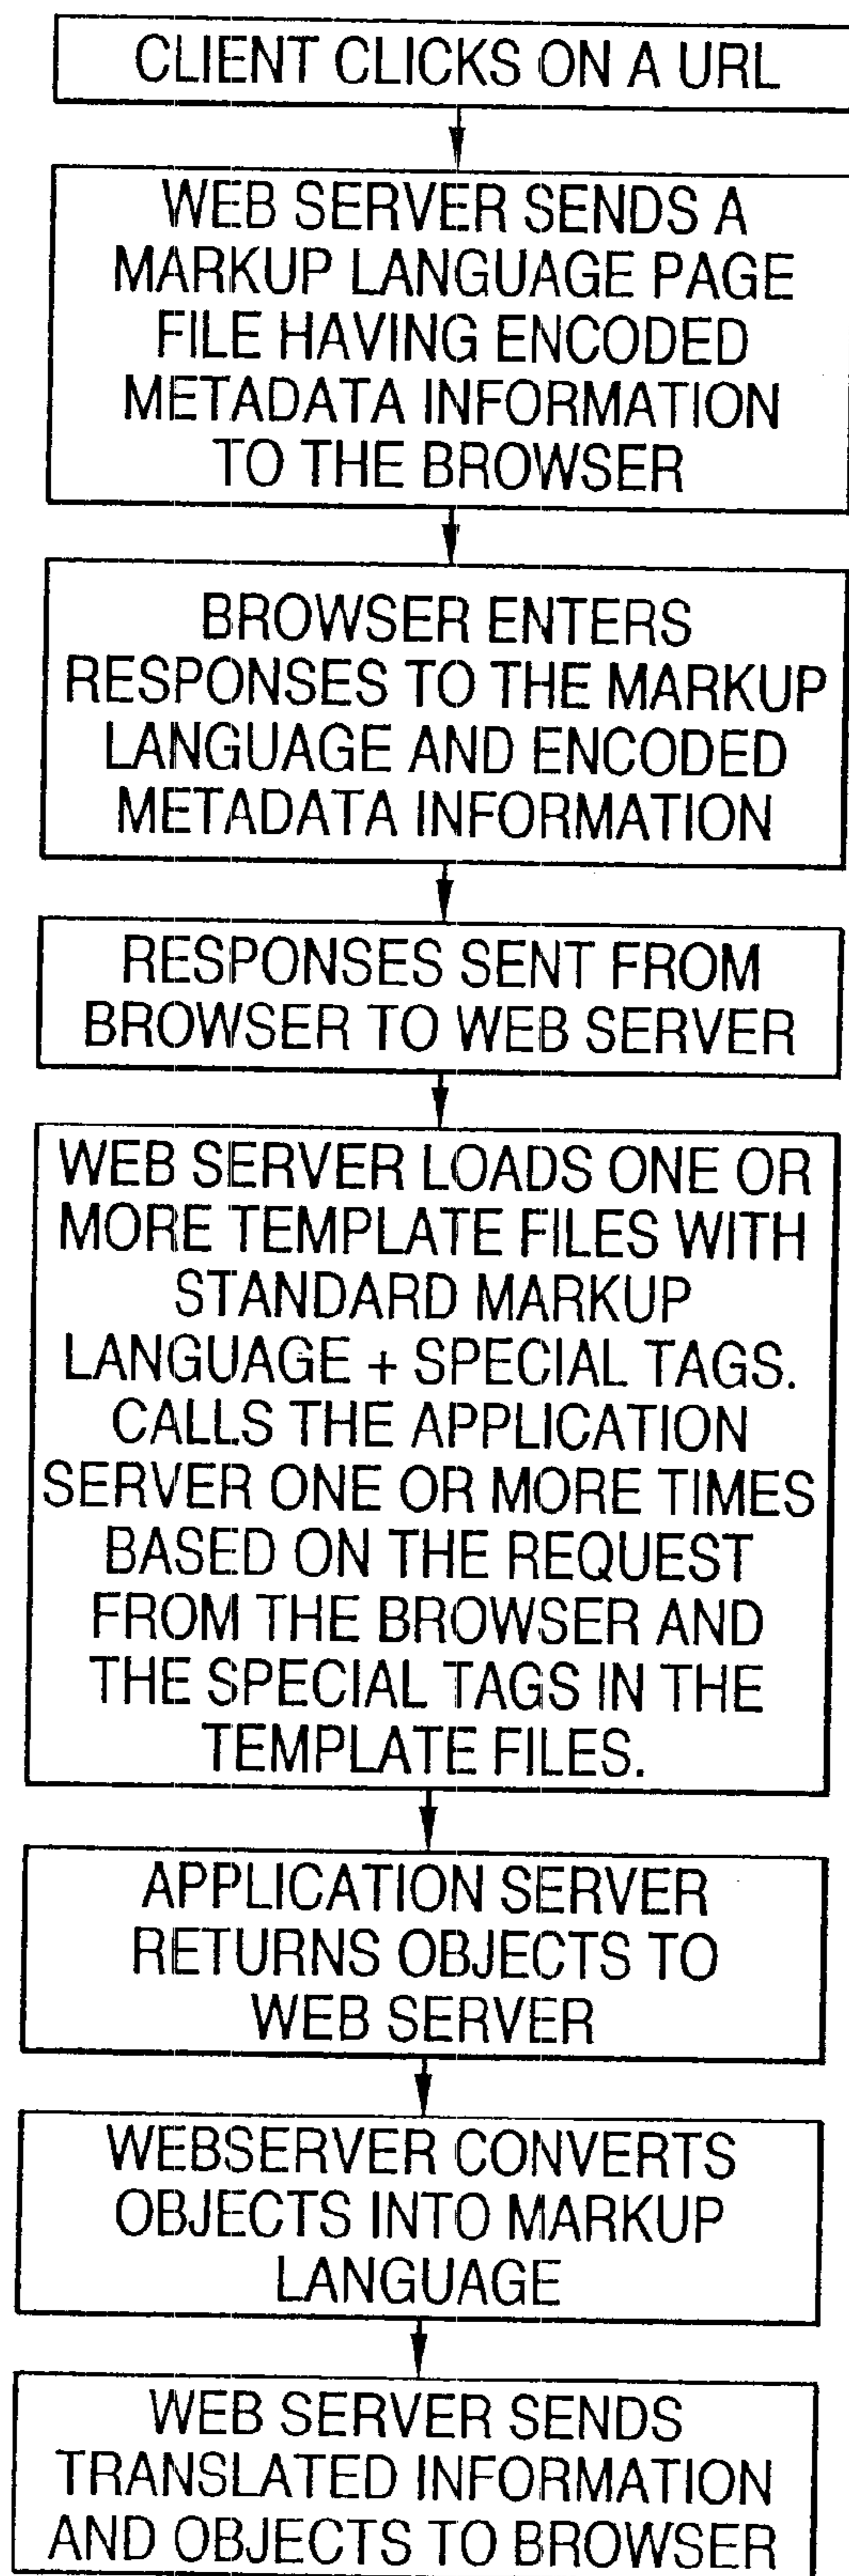 CLIENT CLICKS ON A URL
WEB SERVER SENDS A
MARKUP LANGUAGE PAGE
FILE HAVING ENCODED
METADATA INFORMATION
TO THE BROWSER
BROWSER ENTERS
RESPONSES TO THE MARKUP
LANGUAGE AND ENCODED
METADATA INFORMATION
RESPONSES SENT FROM
BROWSER TO WEB SERVER
WEB SERVER LOADS ONE OR
MORE TEMPLATE FILES WITH
STANDARD MARKUP
LANGUAGE + SPECIAL TAGS.
CALLS THE APPLICATION
SERVER ONE OR MORE TIMES
BASED ON THE REQUEST
FROM THE BROWSER AND
THE SPECIAL TAGS IN THE
TEMPLATE FILES.
APPLICATION SERVER
RETURNS OBJECTS TO
WEB SERVER
WEBSERVER CONVERTS
OBJECTS INTO MARKUP
LANGUAGE
WEB SERVER SENDS
TRANSLATED INFORMATION
AND OBJECTS TO BROWSER